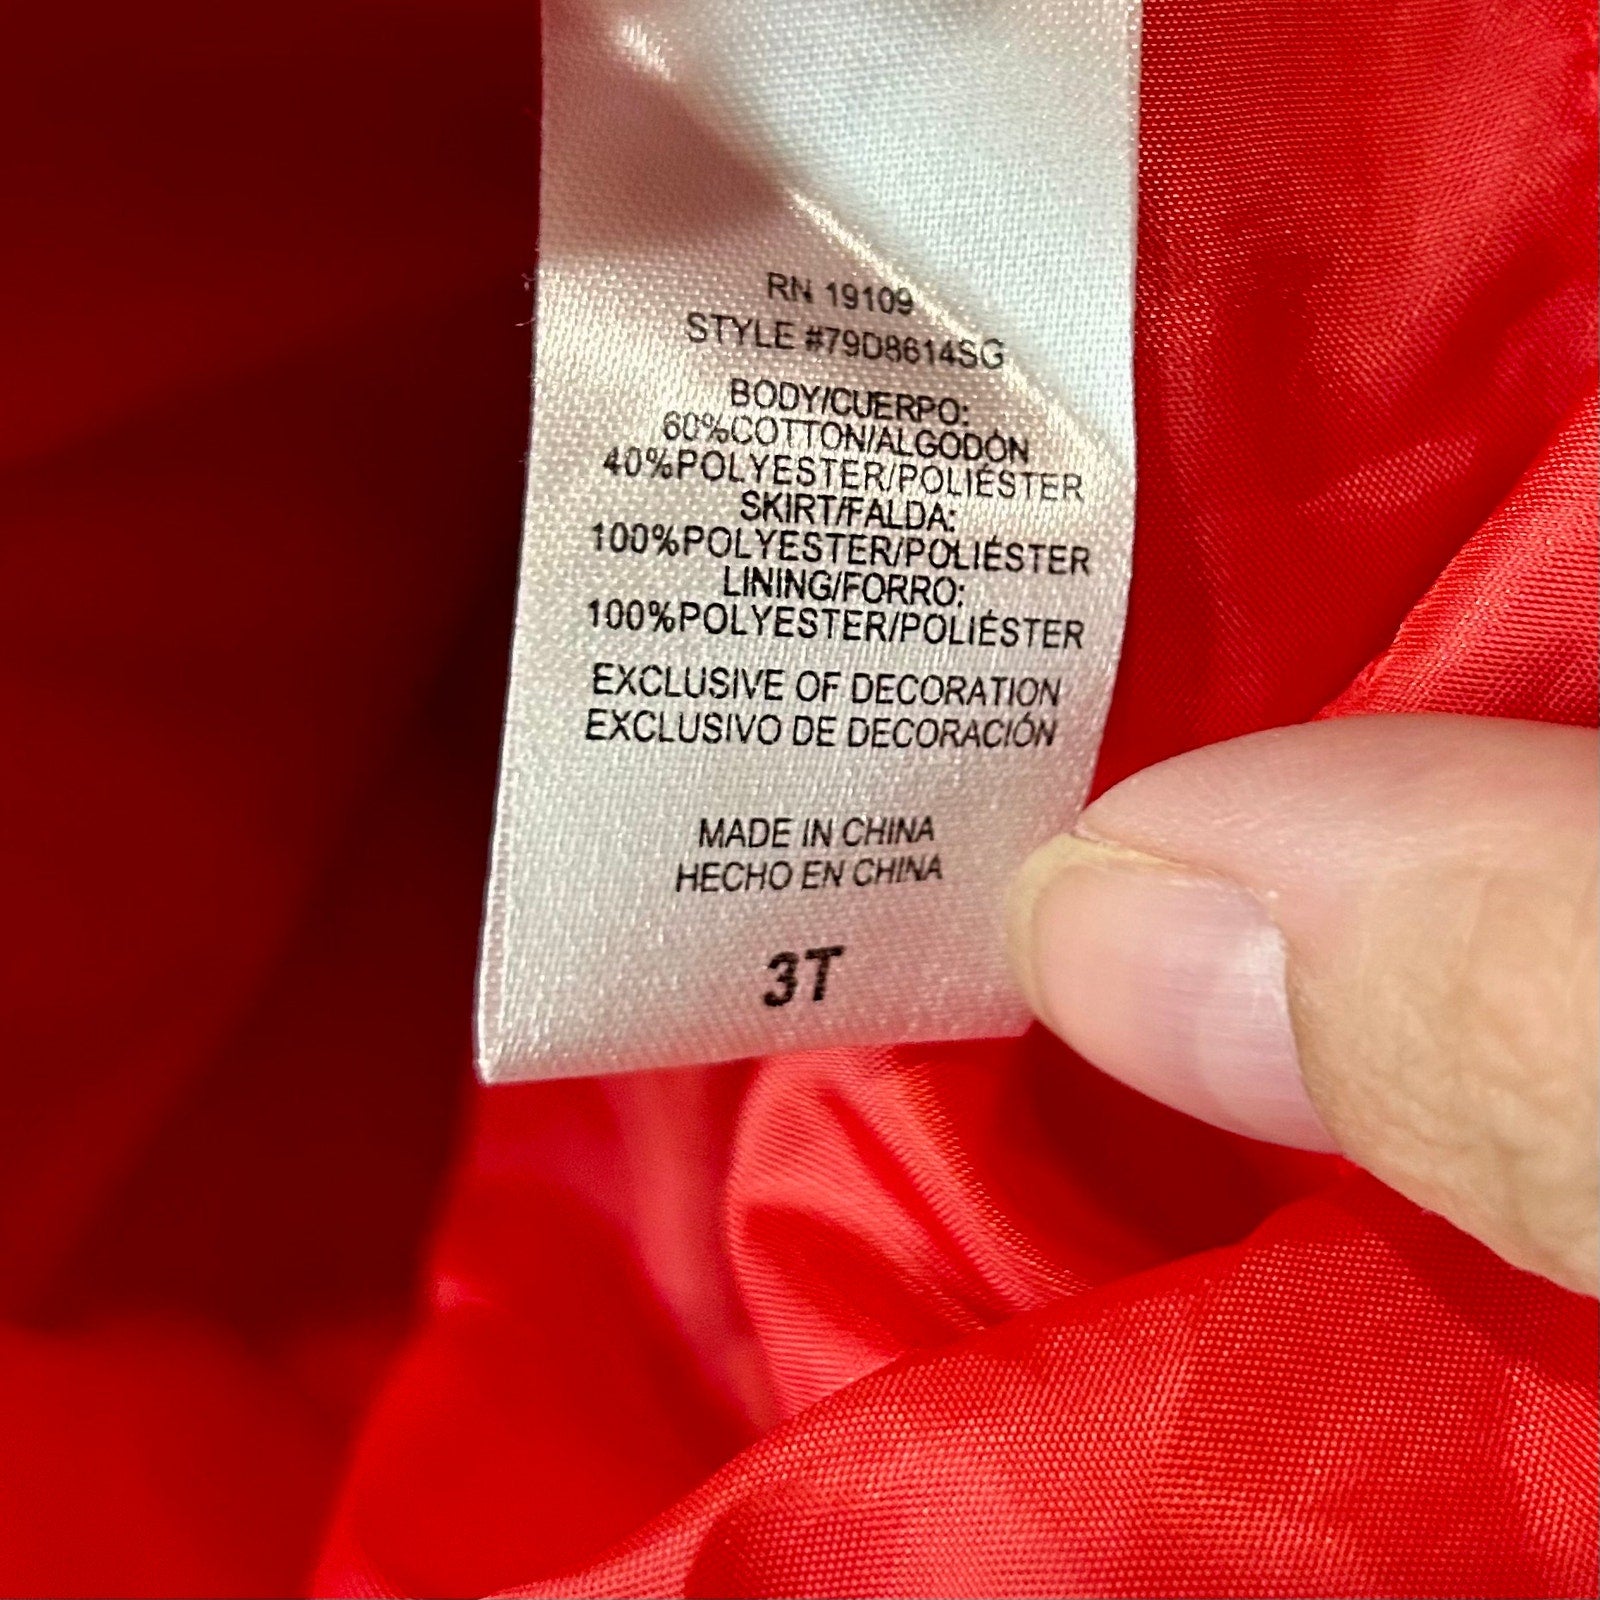 RN 19109
STYLE #79D8614SG
BODY/CUERPO:
60%COTTON/ALGODÓN
40%POLYESTER/POLIÉSTER
SKIRT/FALDA:
100%POLYESTER/POLIÉSTER
LINING/FORRO:
100%POLYESTER/POLIÉSTER
EXCLUSIVE OF DECORATION
EXCLUSIVO DE DECORACIÓN
MADE IN CHINA
HECHO EN CHINA
3T